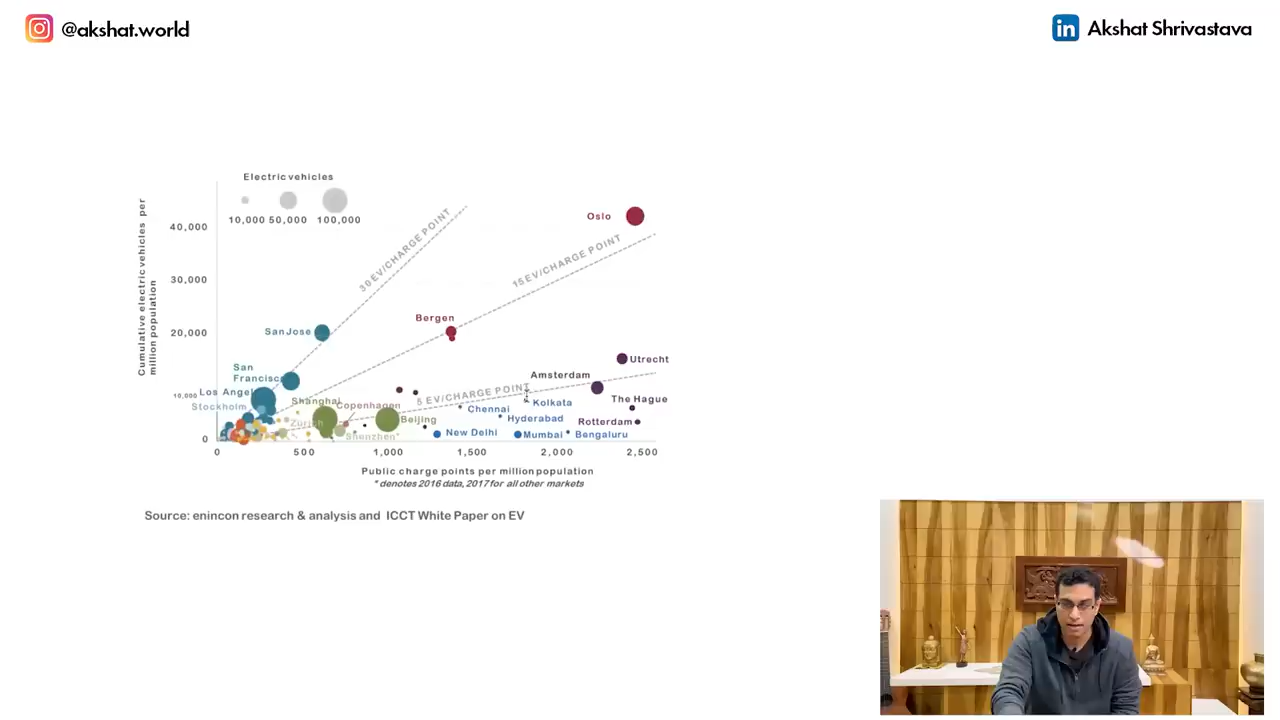 @akshat.world
in Akshat Shrivastava
Electric vehicles
10,000 50,000 100,000
Cumulative electric vehicles per
million population
40,000
30,000
20,000
10,000
0
30 EV/CHARGE POINT
15 EV/CHARGE POINT
5 EV/CHARGE POINT
Oslo
Bergen
San Jose
San
Francisc
Los Angel
Stockholm
Shanghai
Copenhagen
Zurich
Shenzhen*
Beijing
Utrecht
Amsterdam
The Hague
Rotterdam
Kolkata
Chennai
Hyderabad
New Delhi
Mumbai
Bengaluru
0 500 1,000 1,500 2,000 2,500
Public charge points per million population
* denotes 2016 data, 2017 for all other markets
Source: enincon research & analysis and ICCT White Paper on EV